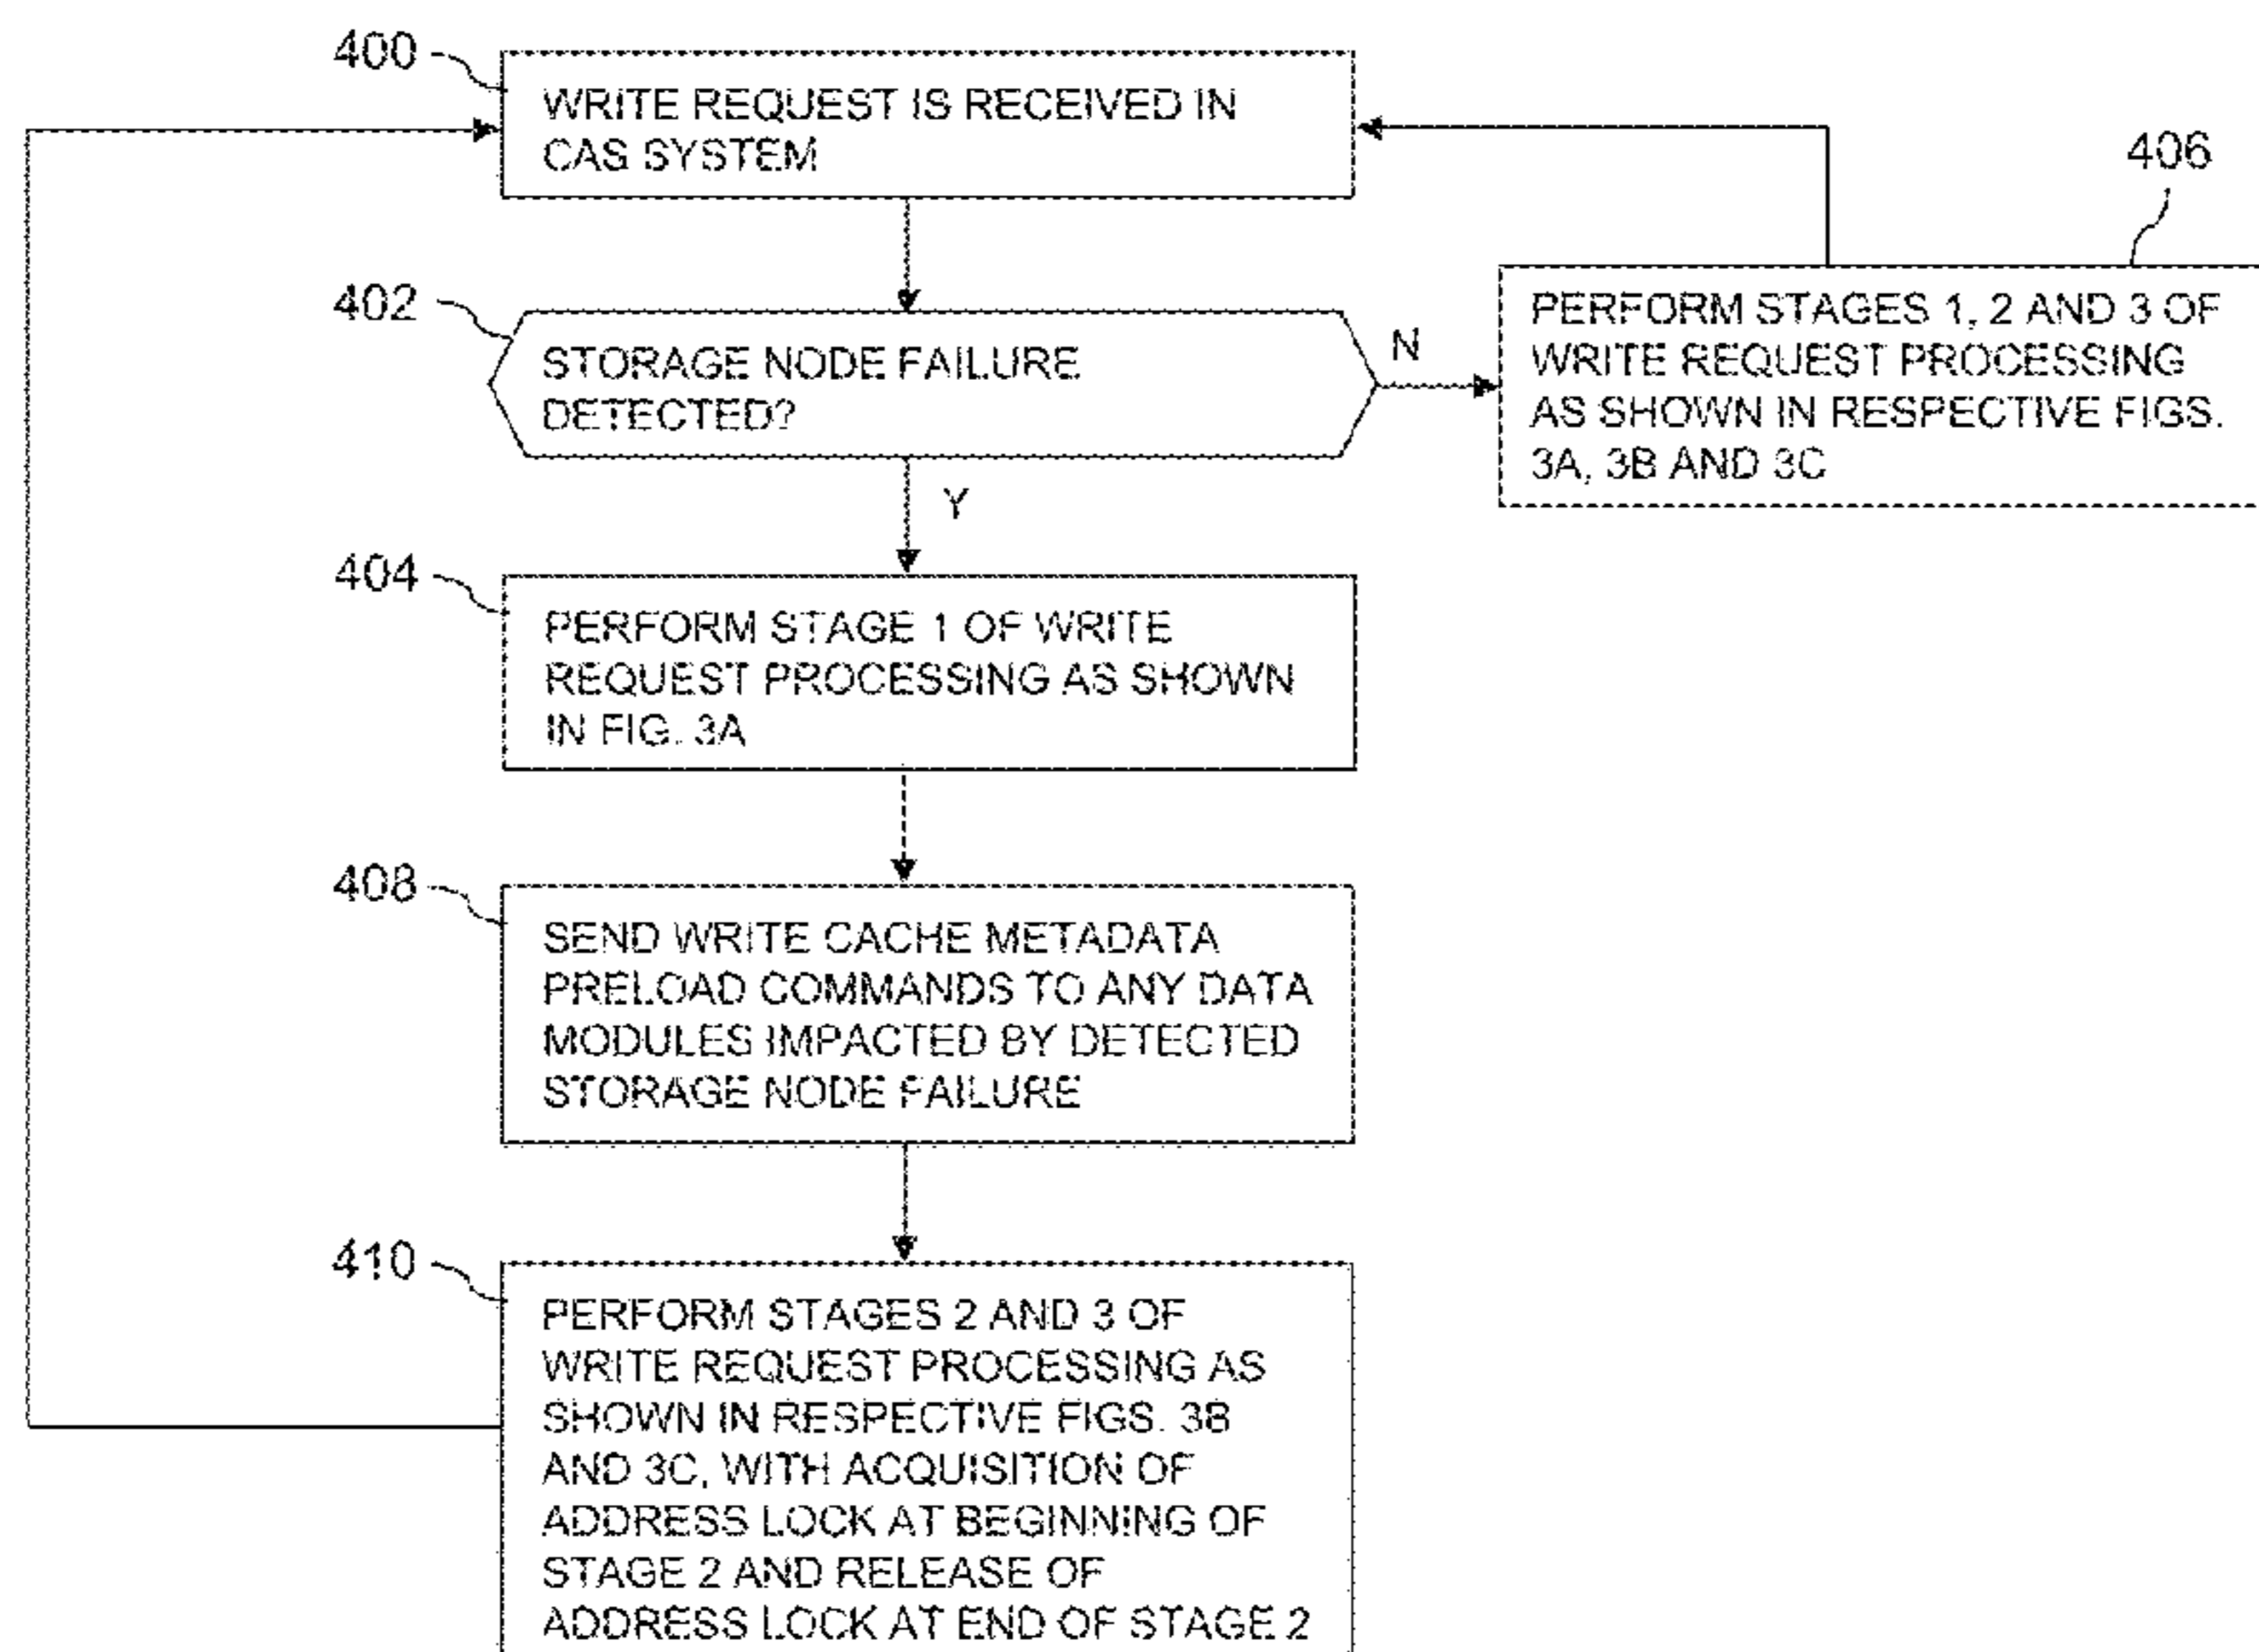 400
WRITE REQUEST IS RECEIVED IN
CAS SYSTEM
402
STORAGE NODE FAILURE
DETECTED?
N
406
PERFORM STAGES 1, 2 AND 3 OF
WRITE REQUEST PROCESSING
AS SHOWN IN RESPECTIVE FIGS.
3A, 3B AND 3C
Y
404
PERFORM STAGE 1 OF WRITE
REQUEST PROCESSING AS SHOWN
IN FIG. 3A
408
SEND WRITE CACHE METADATA
PRELOAD COMMANDS TO ANY DATA
MODULES IMPACTED BY DETECTED
STORAGE NODE FAILURE
410
PERFORM STAGES 2 AND 3 OF
WRITE REQUEST PROCESSING AS
SHOWN IN RESPECTIVE FIGS. 3B
AND 3C, WITH ACQUISITION OF
ADDRESS LOCK AT BEGINNING OF
STAGE 2 AND RELEASE OF
ADDRESS LOCK AT END OF STAGE 2